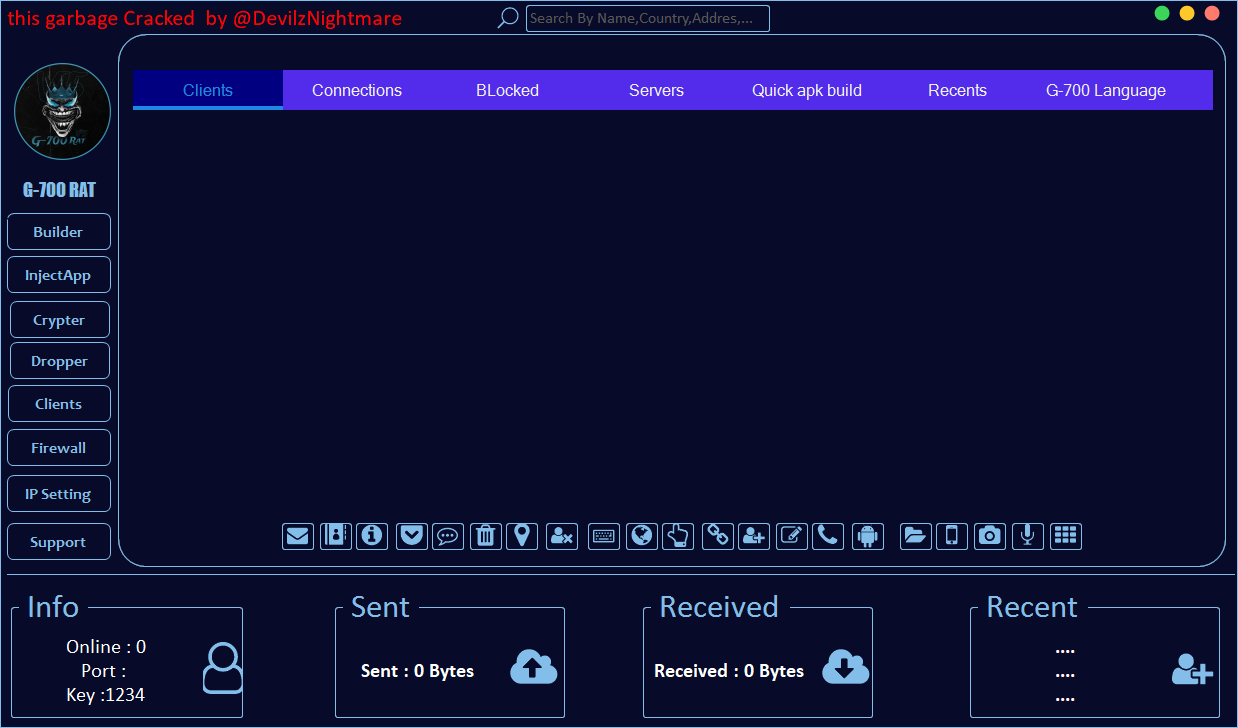 this garbage Cracked by @DevilzNightmare
Search By Name,Country,Addres,...
G-700 RAT
Clients Connections BLocked Servers Quick apk build Recents G-700 Language
G-700 RAT
Builder
InjectApp
Crypter
Dropper
Clients
Firewall
IP Setting
Support
Info
Online : 0
Port :
Key :1234
Sent
Sent : 0 Bytes
Received
Received : 0 Bytes
Recent
....
....
....